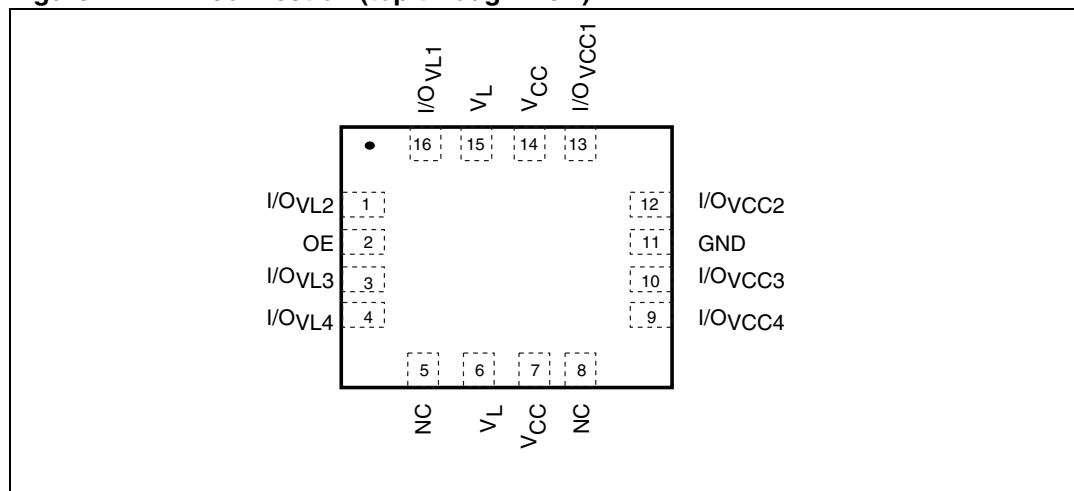 I/OVL1
VL
VCC
I/OVCC1
16 15 14 13
I/OVL2 1 12 I/OVCC2
OE 2 11 GND
I/OVL3 3 10 I/OVCC3
I/OVL4 4 9 I/OVCC4
5 6 7 8
NC
VL
VCC
NC